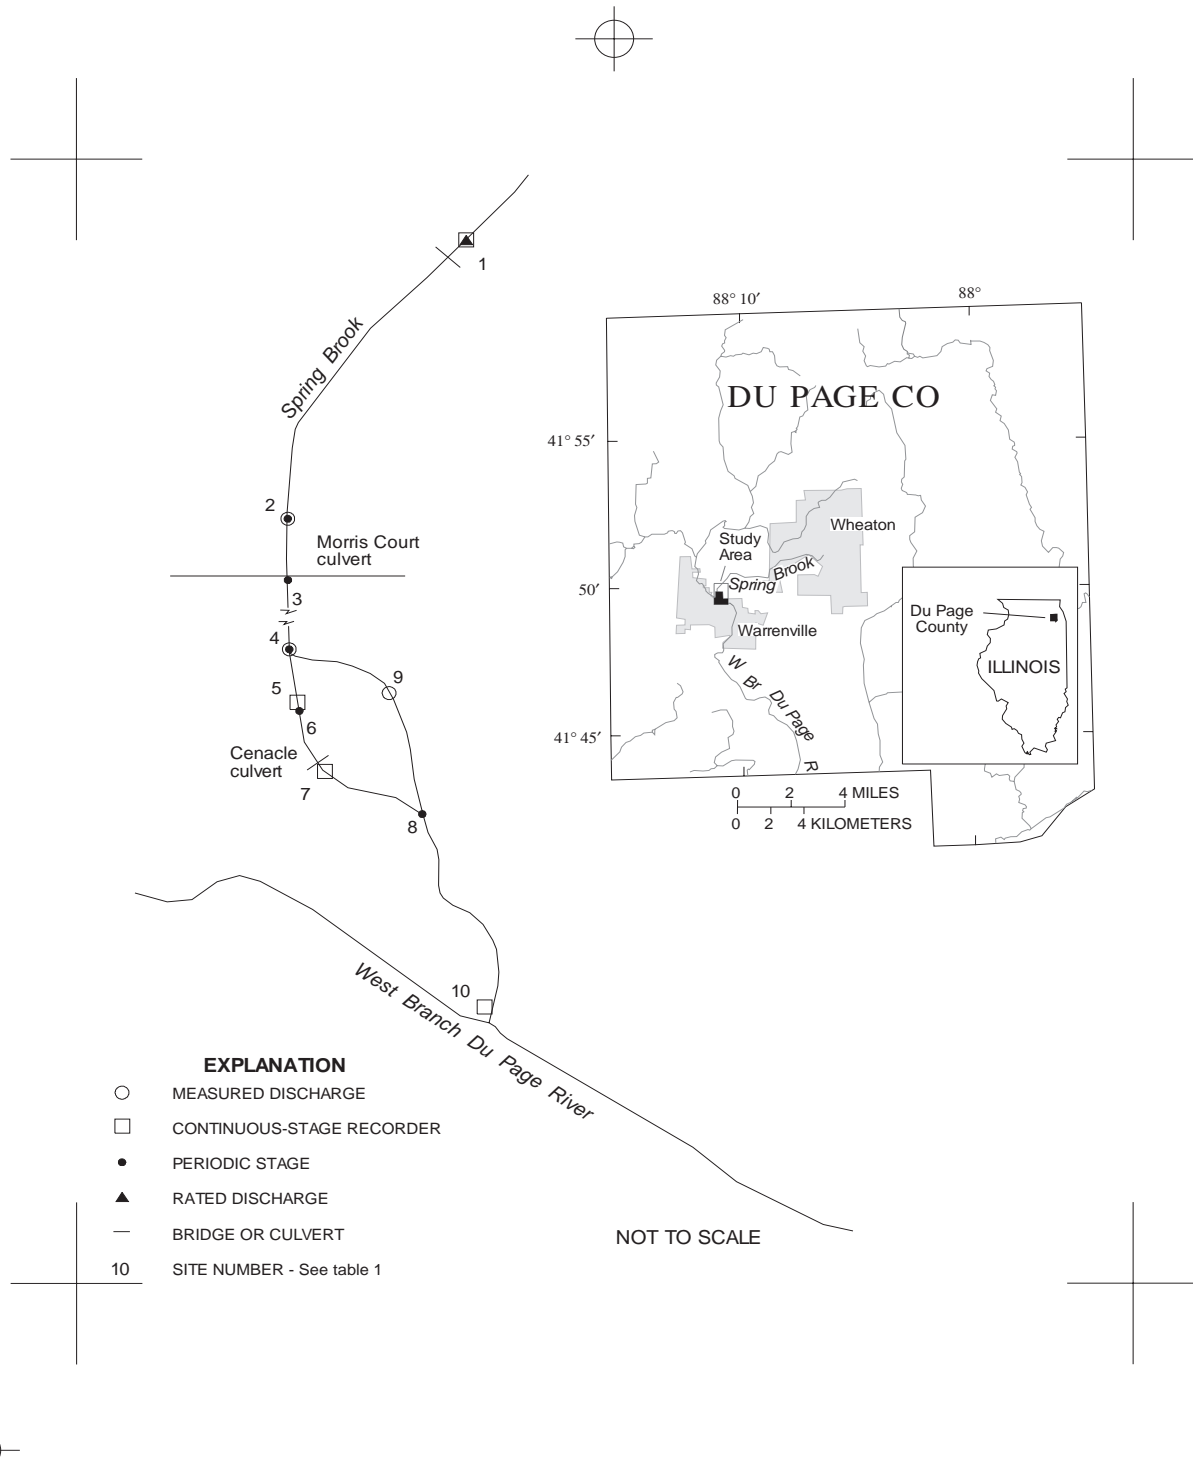 1
Spring Brook
2
Morris Court
culvert
3
4
9
5
6
Cenacle
culvert
7
8
West Branch Du Page River
10
88° 10′
88°
DU PAGE CO
41° 55′
Wheaton
Study
Area
Spring Brook
50′
Warrenville
Du Page
County
ILLINOIS
W Br Du Page R
41° 45′
0 2 4 MILES
0 2 4 KILOMETERS
EXPLANATION
MEASURED DISCHARGE
CONTINUOUS-STAGE RECORDER
PERIODIC STAGE
RATED DISCHARGE
BRIDGE OR CULVERT
10 SITE NUMBER - See table 1
NOT TO SCALE